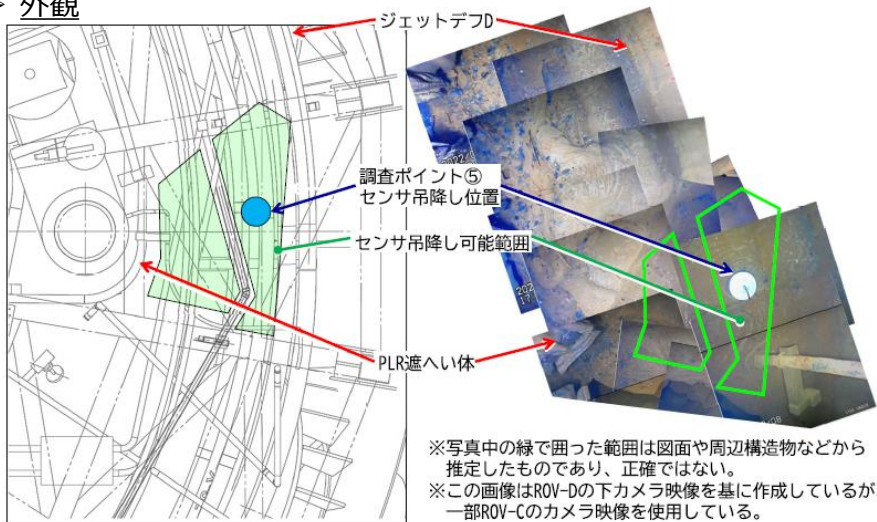 外観
ジェットデフD
調査ポイント⑤
センサ吊降し位置
センサ吊降し可能範囲
PLR遮へい体
※写真中の緑で囲った範囲は図面や周辺構造物などから
推定したものであり、正確ではない。
※この画像はROV-Dの下カメラ映像を基に作成しているが
一部ROV-Cのカメラ映像を使用している。